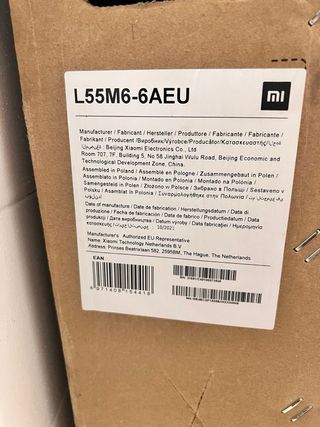 L55M6-6AEU
mi
Manufacturer / Fabricant / Hersteller / Produttore / Fabricante / Fabricante /
Fabrikant / Producent /Виробник/Výrobce/Producător/Κατασκευαστής/
: Beijing Xiaomi Electronics Co., Ltd
Room 707, 7F, Building 5, No 58 Jinghai Wulu Road, Beijing Economic and
Technological Development Zone, China.
Assembled in Poland / Assemblé en Pologne / Zusammengebaut in Polen /
Assemblato in Polonia / Montado en Polonia / Montado na Polónia /
Samengesteld in Polen / Złożono w Polsce / Зібрано в Польщі / Sestaveno v
Polsku / Asamblat în Polonia /
Date of manufacture / Date de fabrication / Herstellungsdatum / Data di
produzione / Fecha de fabricación / Data de fabrico / Productiedatum / Data
produkcji / Дата виробництва / Datum výroby / Data fabricației / Ημερομηνία
κατασκευής / : 10/2021
Manufacturer's Authorized EU Representative
Name: Xiaomi Technology Netherlands B.V
Address: Prinses Beatrixlaan 582, 2595BM, The Hague, The Netherlands
EAN
6 971408 154418